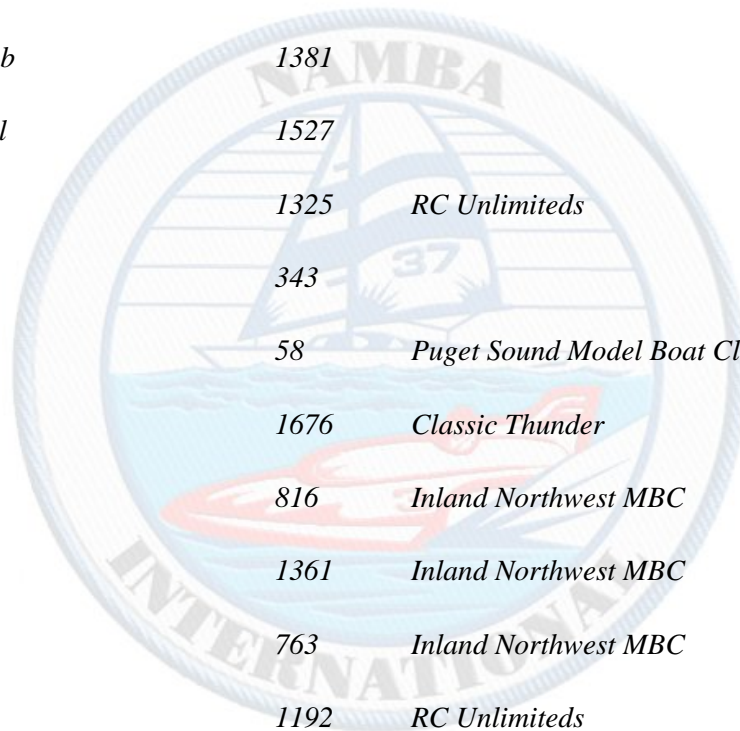 NAMBA
b 1381
l 1527
1325 RC Unlimiteds
37
343
58 Puget Sound Model Boat Cl
1676 Classic Thunder
816 Inland Northwest MBC
1361 Inland Northwest MBC
763 Inland Northwest MBC
INTERNATIONAL
1192 RC Unlimiteds